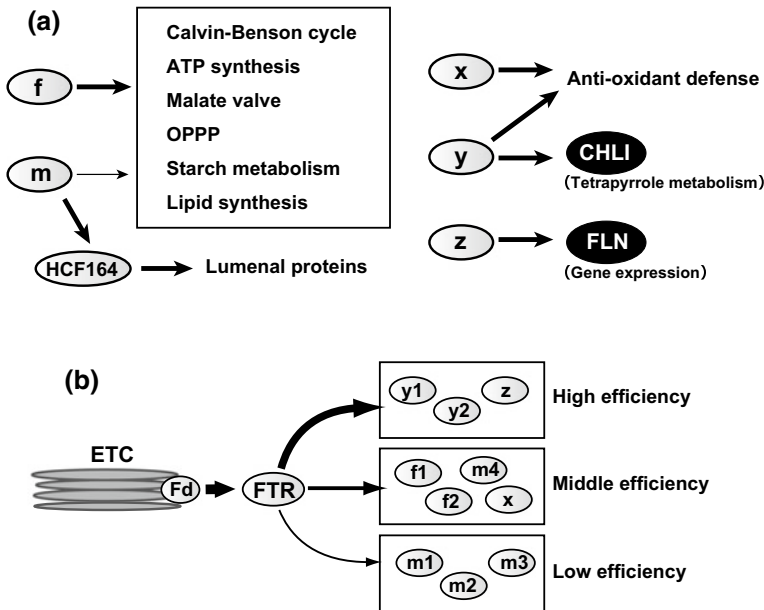 (a)
f
m
HCF164
Lumenal proteins
Calvin-Benson cycle
ATP synthesis
Malate valve
OPPP
Starch metabolism
Lipid synthesis
x
y
z
Anti-oxidant defense
CHLI
(Tetrapyrrole metabolism)
FLN
(Gene expression)
(b)
ETC
Fd
FTR
y1
y2
z
High efficiency
f1
f2
m4
x
Middle efficiency
m1
m2
m3
Low efficiency